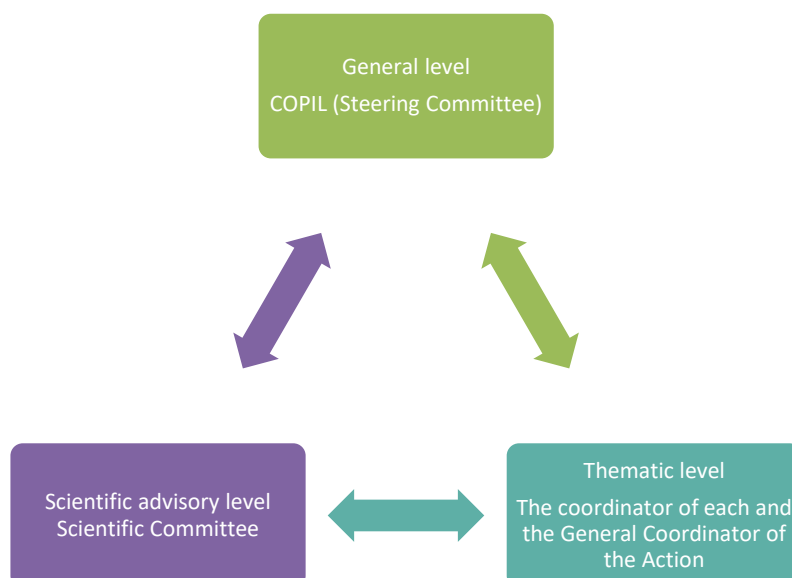 General level
COPIL (Steering Committee)
Scientific advisory level
Scientific Committee
Thematic level
The coordinator of each and
the General Coordinator of
the Action